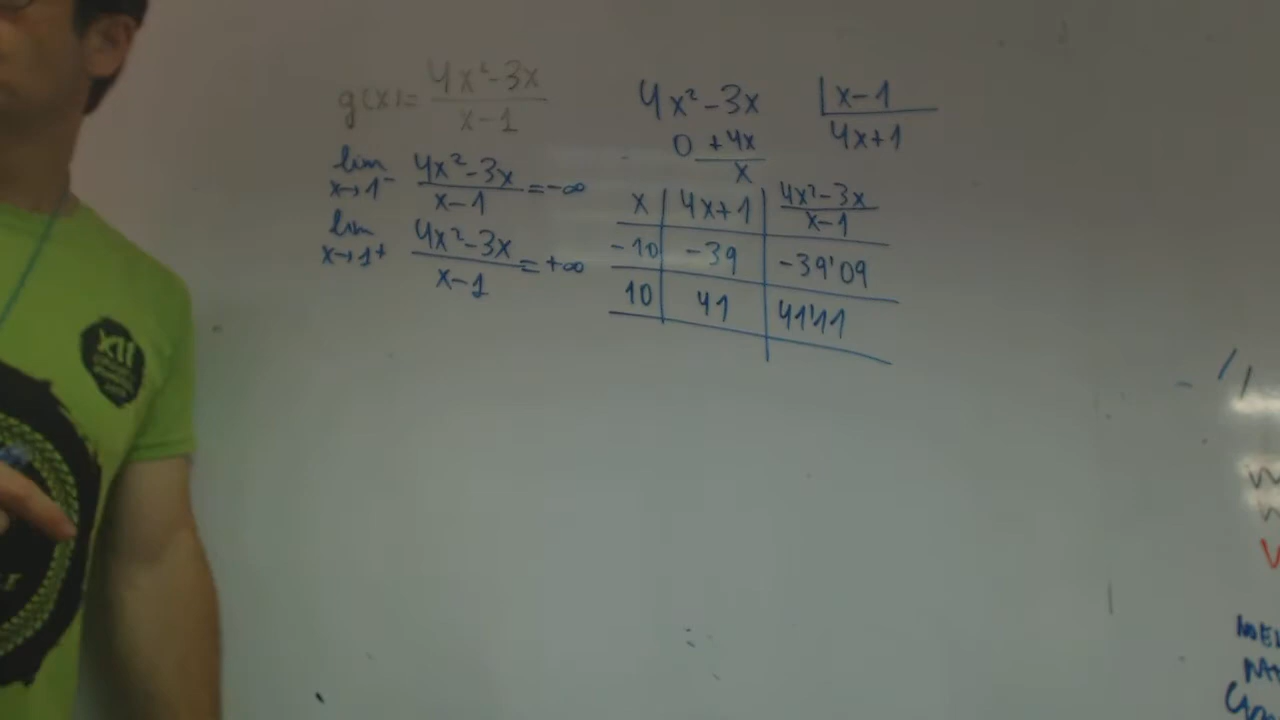 g(x)= 4x²-3x / x-1
lim x→1⁻ 4x²-3x / x-1 = -∞
lim x→1⁺ 4x²-3x / x-1 = +∞
4x²-3x | x-1
0 +4x 4x+1
x
x | 4x+1 | 4x²-3x / x-1
-10 | -39 | -39'09
10 | 41 | 41'11
XII